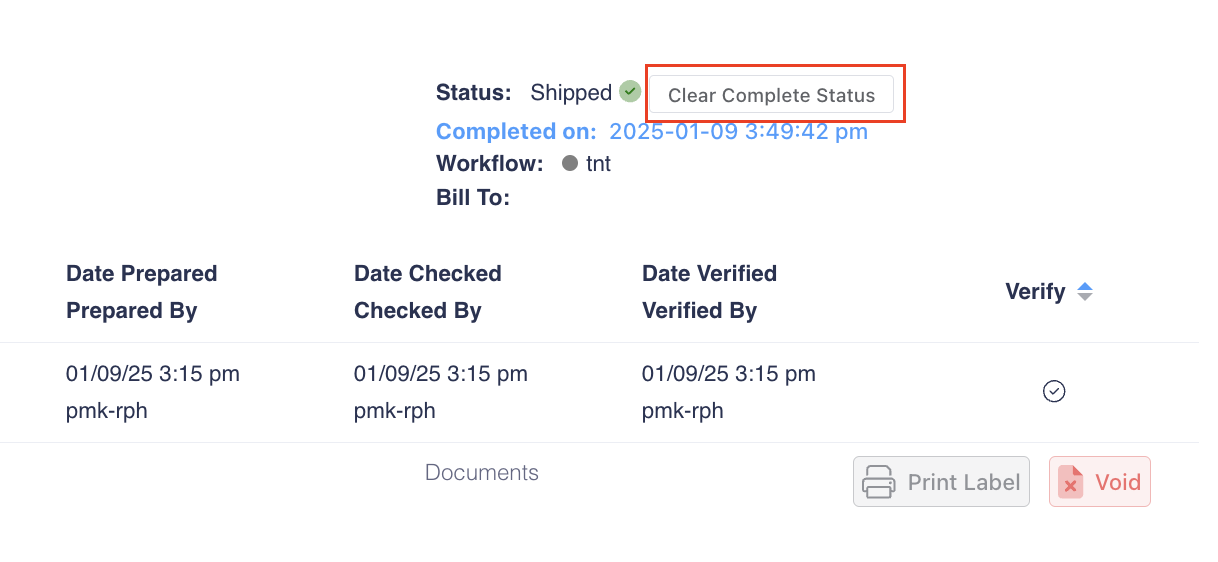 Status: Shipped Clear Complete Status
Completed on: 2025-01-09 3:49:42 pm
Workflow: tnt
Bill To:
Date Prepared Date Checked Date Verified Verify
Prepared By Checked By Verified By
01/09/25 3:15 pm 01/09/25 3:15 pm 01/09/25 3:15 pm
pmk-rph pmk-rph pmk-rph
Documents Print Label Void